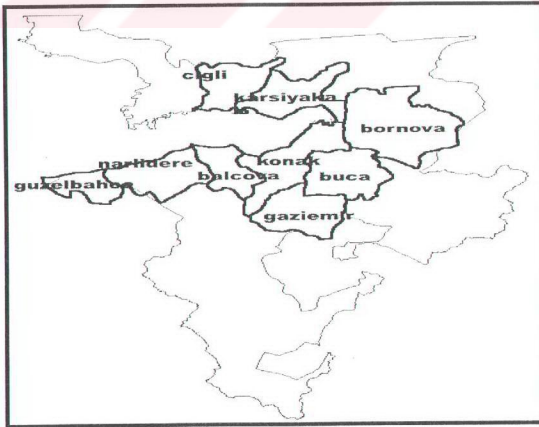 cigli
karsiyaka
bornova
narlidere
konak
guzelbahce
balcova
buca
gaziemir